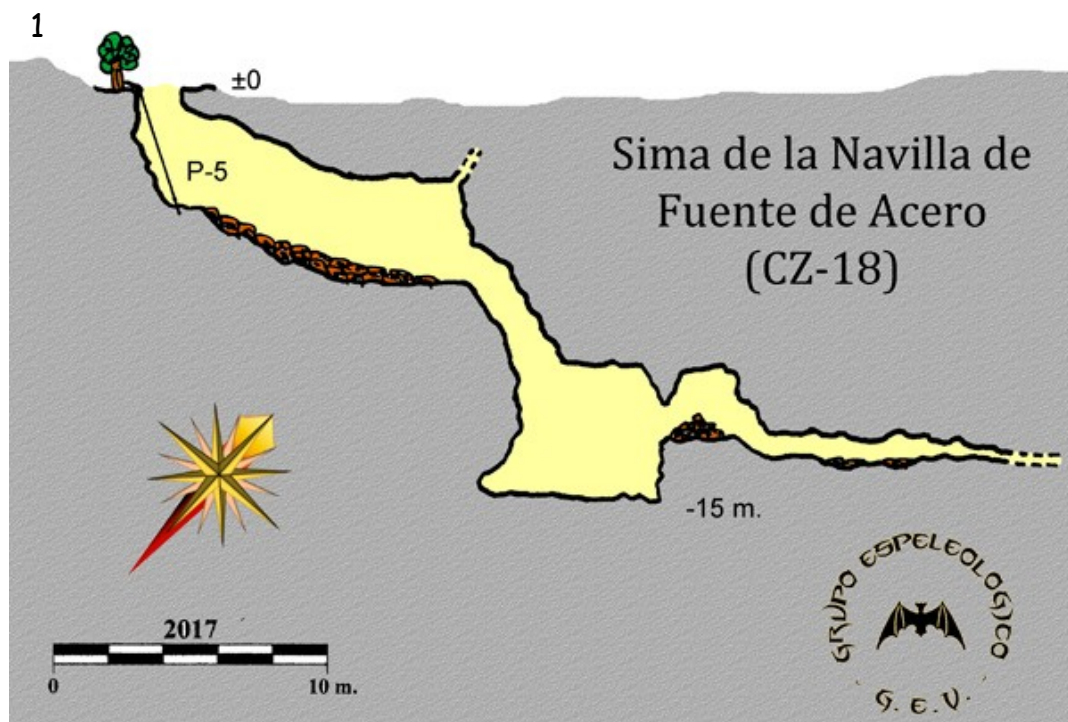 1
±0
P-5
Sima de la Navilla de
Fuente de Acero
(CZ-18)
-15 m.
2017
0
10 m.
GRUPO ESPELEOLOGICO
G.E.V.